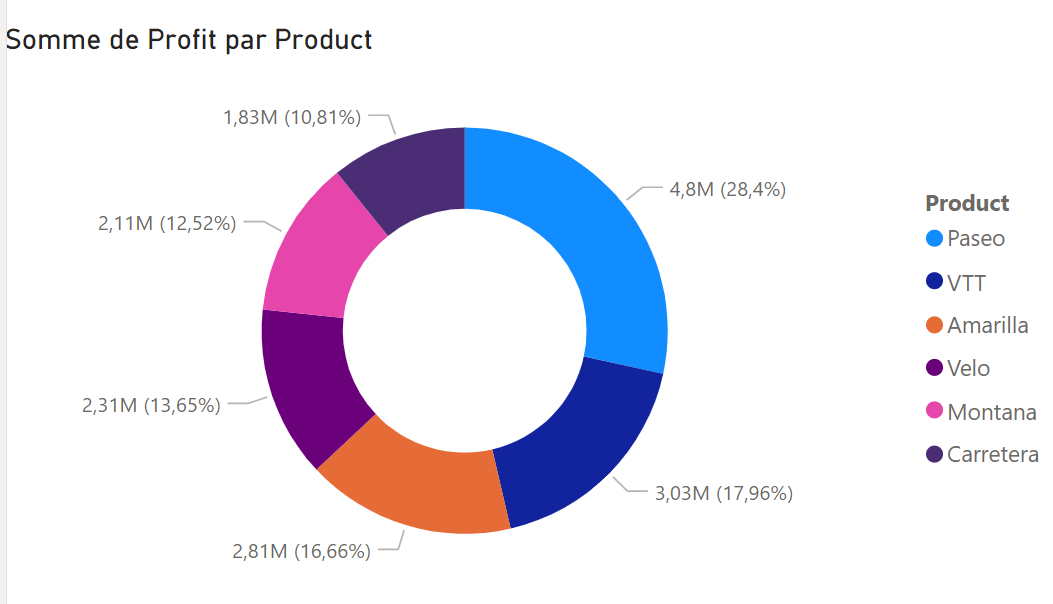 Somme de Profit par Product
1,83M (10,81%)
4,8M (28,4%)
2,11M (12,52%)
2,31M (13,65%)
3,03M (17,96%)
2,81M (16,66%)
Product
Paseo
VTT
Amarilla
Velo
Montana
Carretera